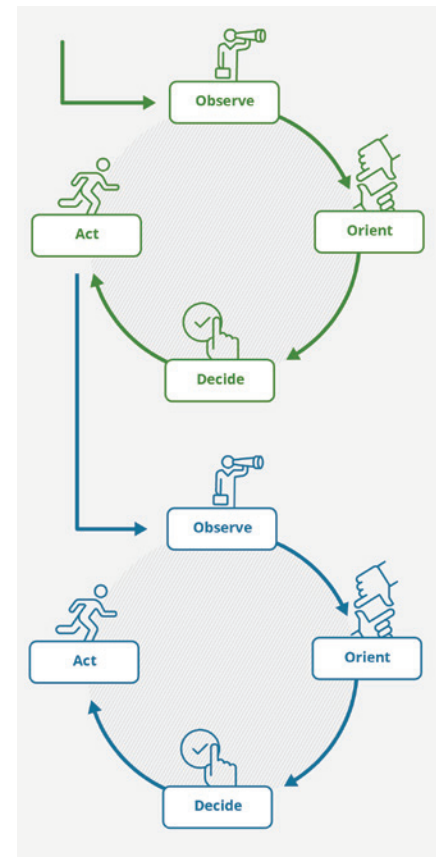 Observe
Orient
Act
Decide
Observe
Orient
Act
Decide